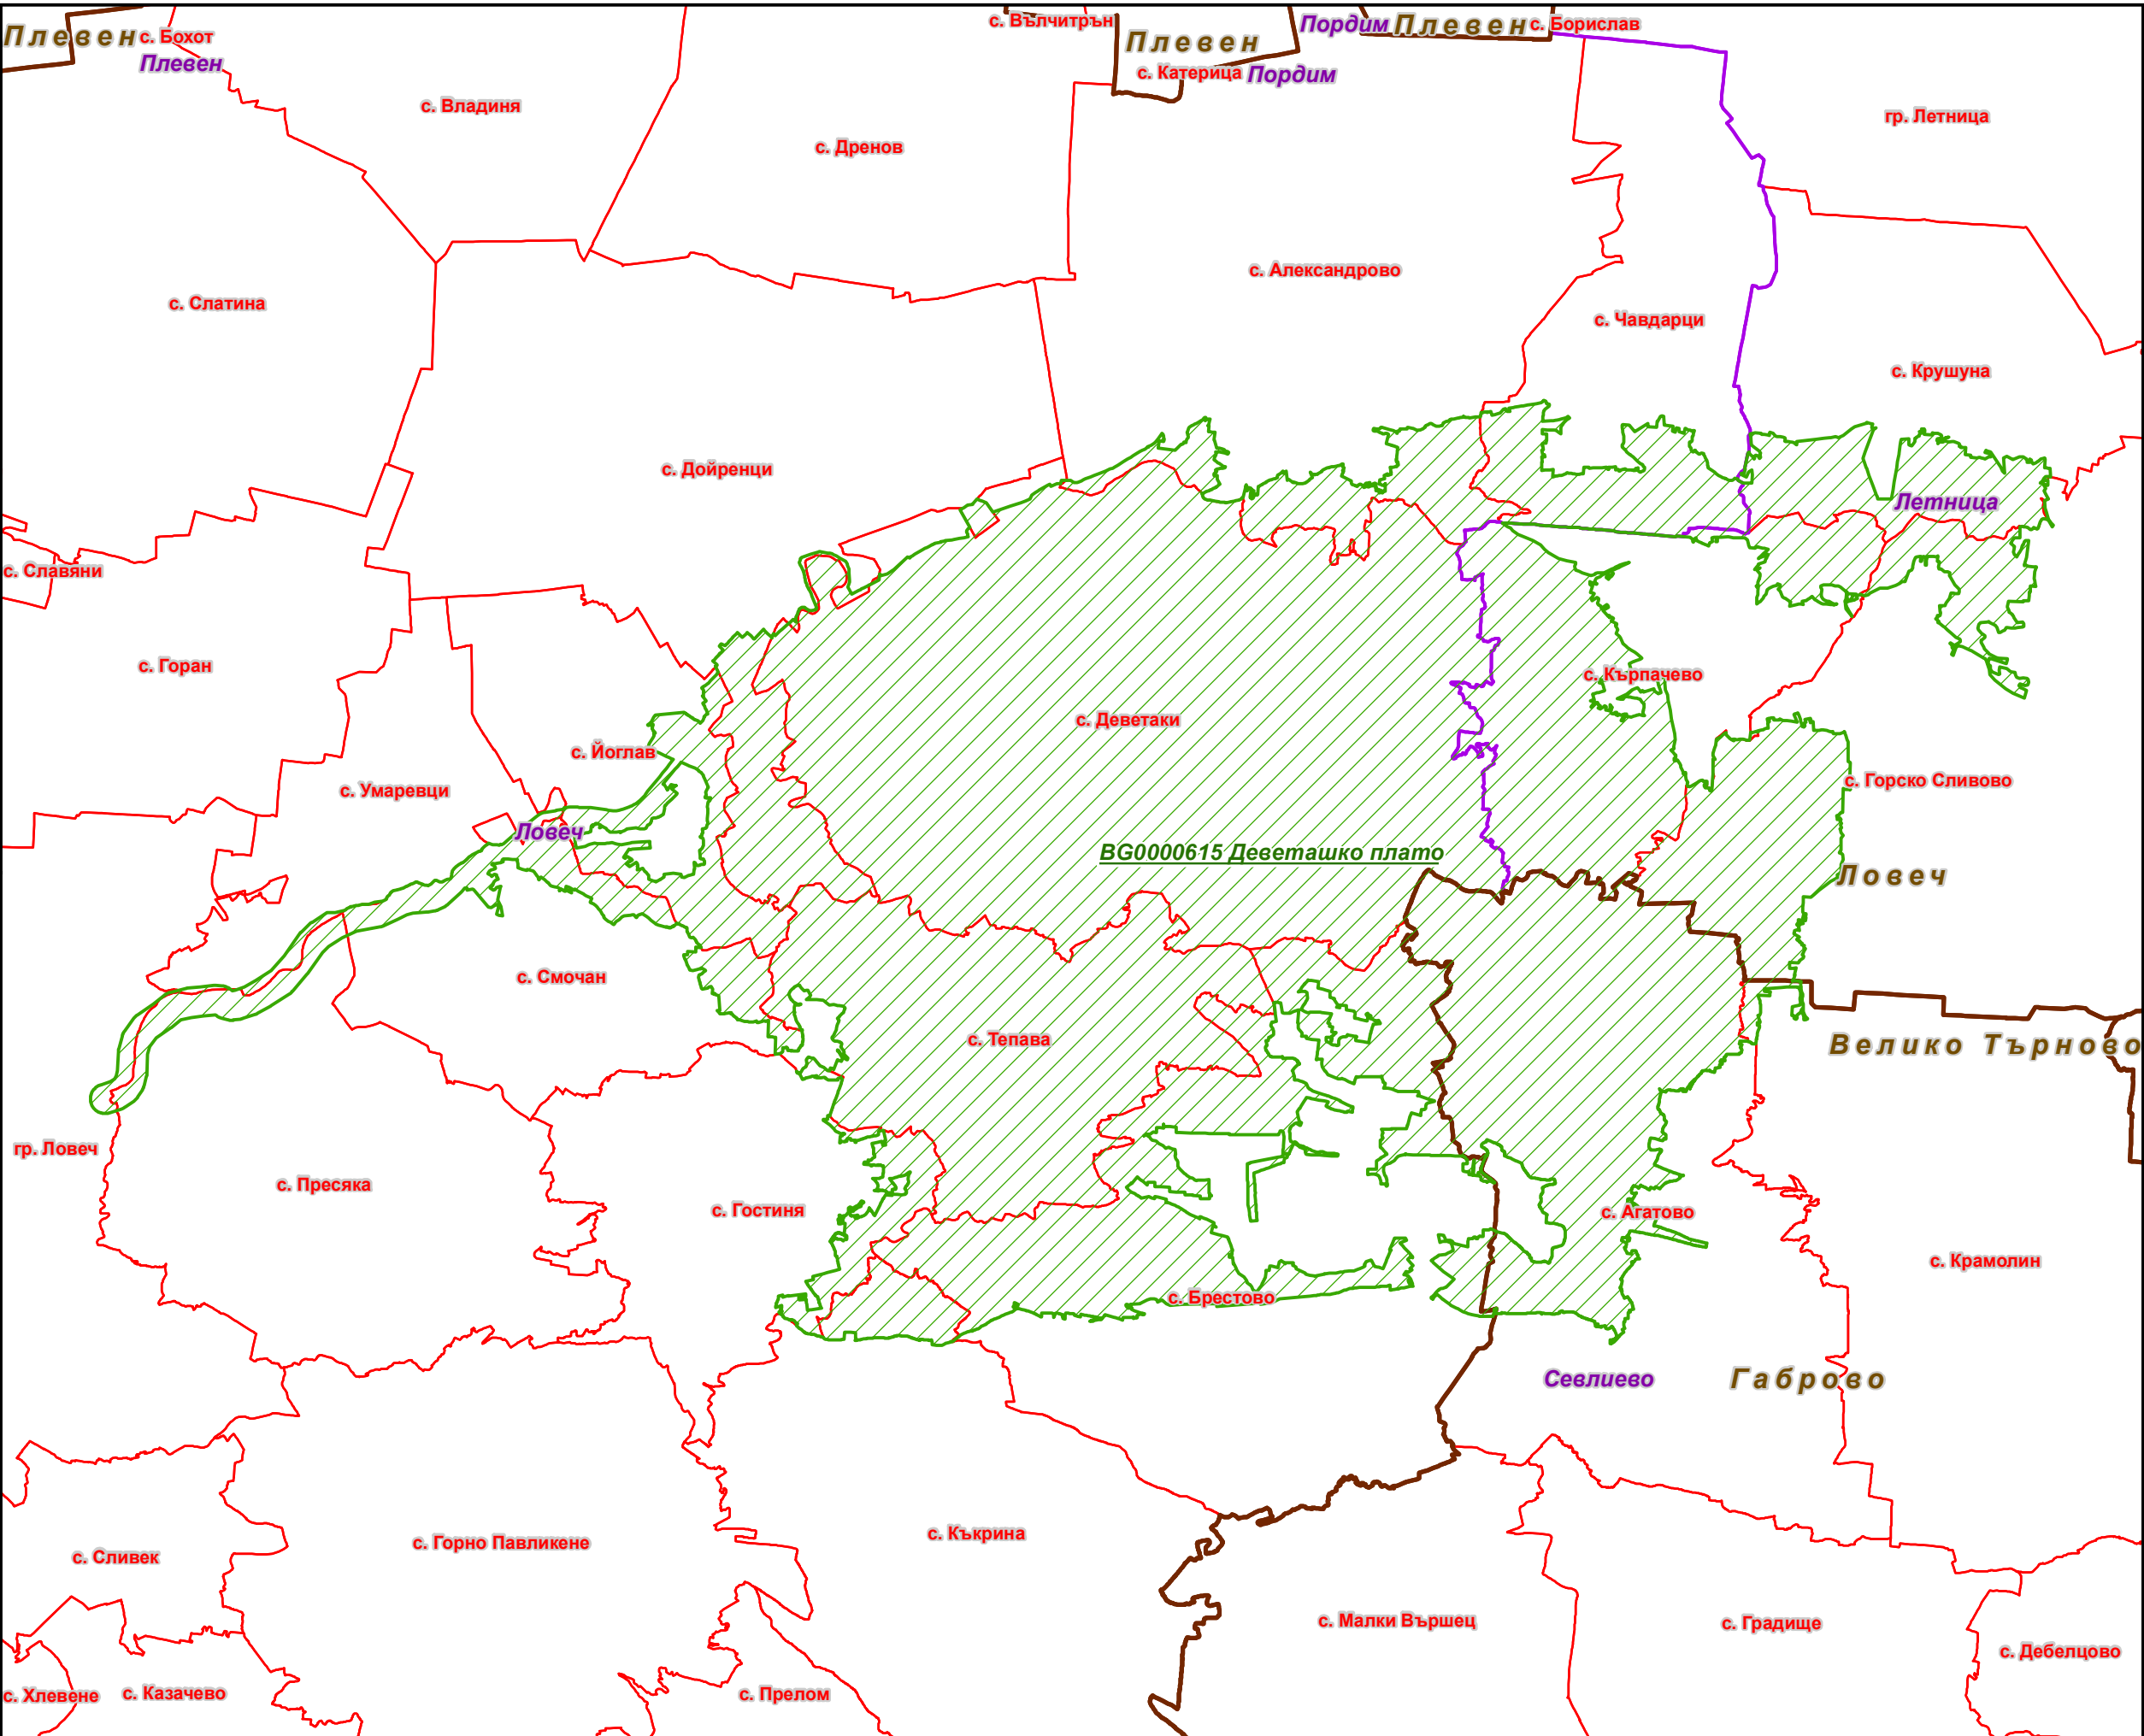 с. Вълчитрън
Пордим
Плевен
с. Борислав
Плевен
с. Бохот
Плевен
Плевен
с. Катерица
Пордим
с. Владиня
гр. Летница
с. Дренов
с. Александрово
с. Слатина
с. Чавдарци
с. Крушуна
с. Дойренци
Летница
с. Славяни
с. Горан
с. Кърпачево
с. Деветаки
с. Йоглав
с. Горско Сливово
с. Умаревци
Ловеч
BG0000615 Деветашко плато
Ловеч
с. Смочан
с. Тепава
Велико Търново
гр. Ловеч
с. Пресяка
с. Гостиня
с. Агатово
с. Крамолин
с. Брестово
Севлиево
Габрово
с. Къкрина
с. Горно Павликене
с. Сливек
с. Малки Вършец
с. Градище
с. Дебелцово
с. Хлевене
с. Казачево
с. Прелом